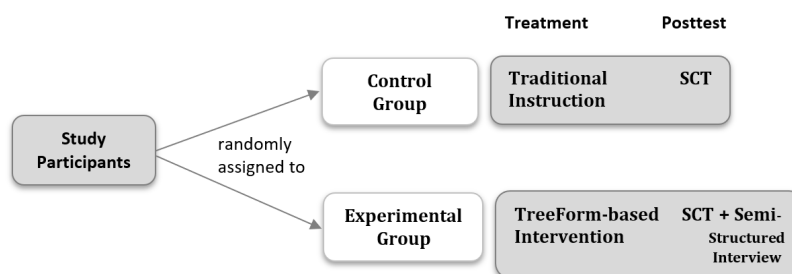 Treatment Posttest
Control
Group
Traditional SCT
Instruction
Study
Participants
randomly
assigned to
Experimental
Group
TreeForm-based SCT + Semi-
Intervention Structured
Interview